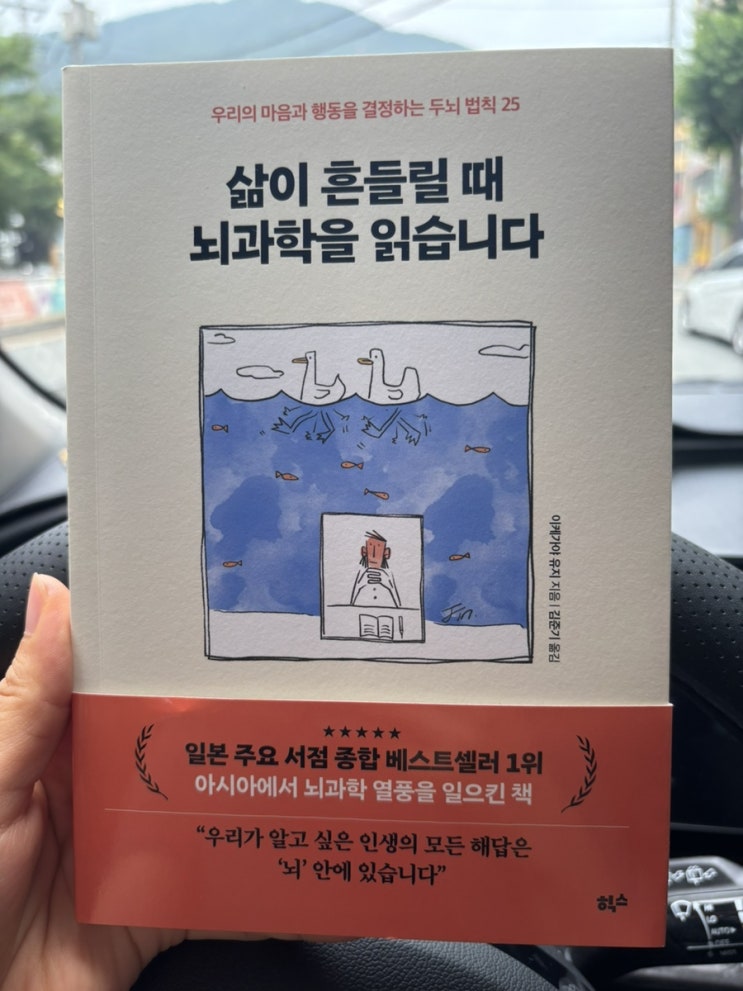 우리의 마음과 행동을 결정하는 두뇌 법칙 25
삶이 흔들릴 때
뇌과학을 읽습니다
이케가야 유지 지음 | 김준기 옮김
Jin.
★★★★★
일본 주요 서점 종합 베스트셀러 1위
아시아에서 뇌과학 열풍을 일으킨 책
“우리가 알고 싶은 인생의 모든 해답은
‘뇌’ 안에 있습니다”
힉스